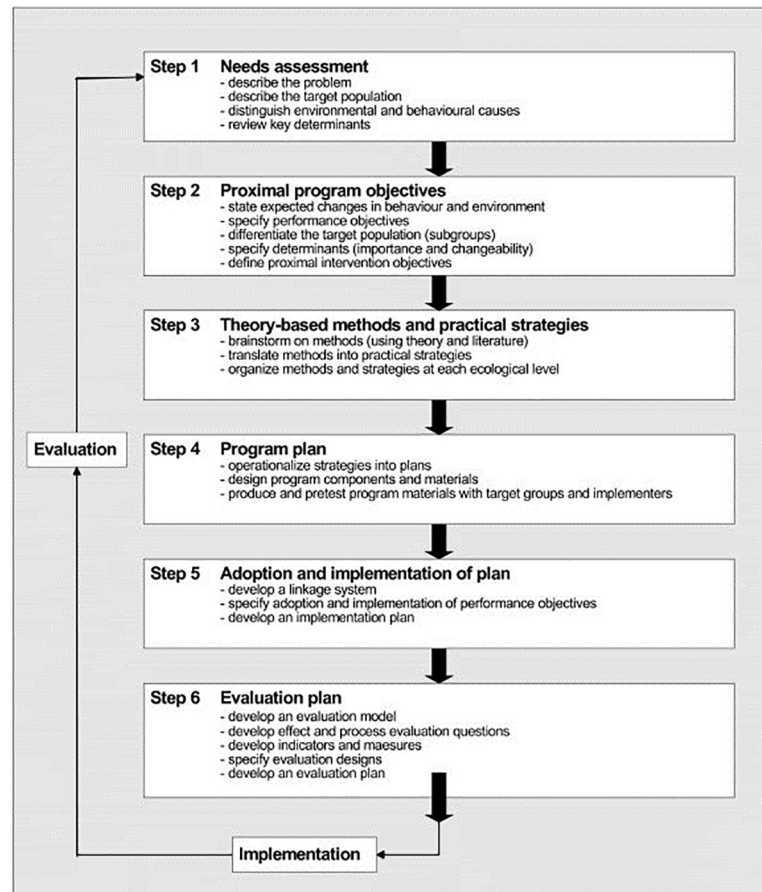 Step 1 Needs assessment
- describe the problem
- describe the target population
- distinguish environmental and behavioural causes
- review key determinants
Step 2 Proximal program objectives
- state expected changes in behaviour and environment
- specify performance objectives
- differentiate the target population (subgroups)
- specify determinants (importance and changeability)
- define proximal intervention objectives
Step 3 Theory-based methods and practical strategies
- brainstorm on methods (using theory and literature)
- translate methods into practical strategies
- organize methods and strategies at each ecological level
Evaluation
Step 4 Program plan
- operationalize strategies into plans
- design program components and materials
- produce and pretest program materials with target groups and implementers
Step 5 Adoption and implementation of plan
- develop a linkage system
- specify adoption and implementation of performance objectives
- develop an implementation plan
Step 6 Evaluation plan
- develop an evaluation model
- develop effect and process evaluation questions
- develop indicators and maesures
- specify evaluation designs
- develop an evaluation plan
Implementation